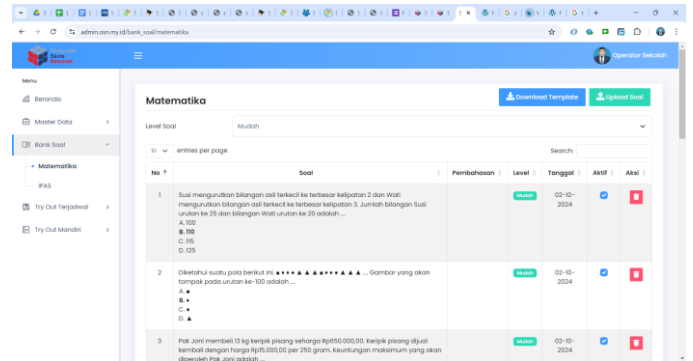 admin.osn.my.id/bank_soal/matematika
Sains
Nasional
Operator Sekolah
Menu
Beranda
Master Data
Bank Soal
Matematika
IPAS
Try Out Terjadwal
Try Out Mandiri
Matematika
Download Template
Upload Soal
Level Soal
Mudah
10 entries per page
Search:
No Soal Pembahasan Level Tanggal Aktif Aksi
1 Susi mengurutkan bilangan asli terkecil ke terbesar kelipatan 2 dan Wati Mudah 02-10-
mengurutkan bilangan asli terkecil ke terbesar kelipatan 3. Jumlah bilangan Susi 2024
urutan ke 25 dan bilangan Wati urutan ke 20 adalah ...
A. 100
B. 110
C. 115
D. 125
2 Diketahui suatu pola berikut ini. ■ ● ● ● ▲ ▲ ▲ ■ ● ● ● ▲ ▲ ▲ ... Gambar yang akan Mudah 02-10-
tampak pada urutan ke-100 adalah ... 2024
A. ■
B. ●
C. ●
D. ▲
3 Pak Joni membeli 13 kg keripik pisang seharga Rp650.000,00. Keripik pisang dijual Mudah 02-10-
kembali dengan harga Rp15.000,00 per 250 gram. Keuntungan maksimum yang akan 2024
diperoleh Pak Joni adalah ...